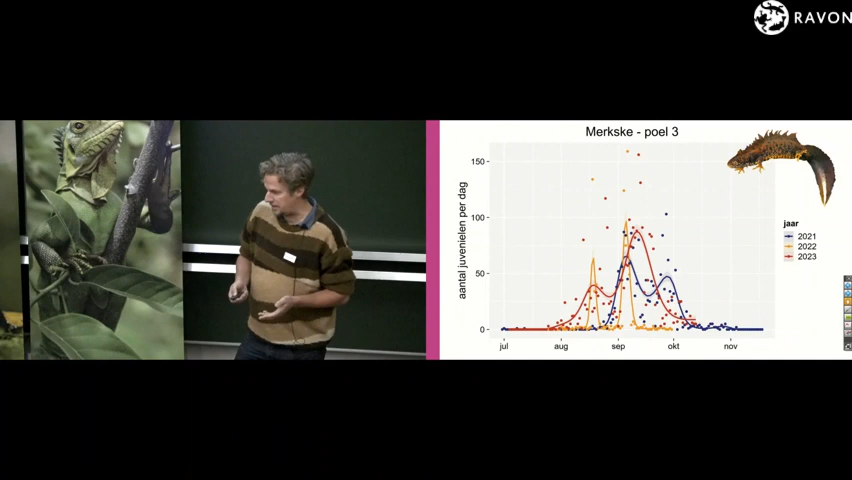 RAVON
Merkske - poel 3
aantal juvenielen per dag
150
100
50
0
jul
aug
sep
okt
nov
jaar
2021
2022
2023